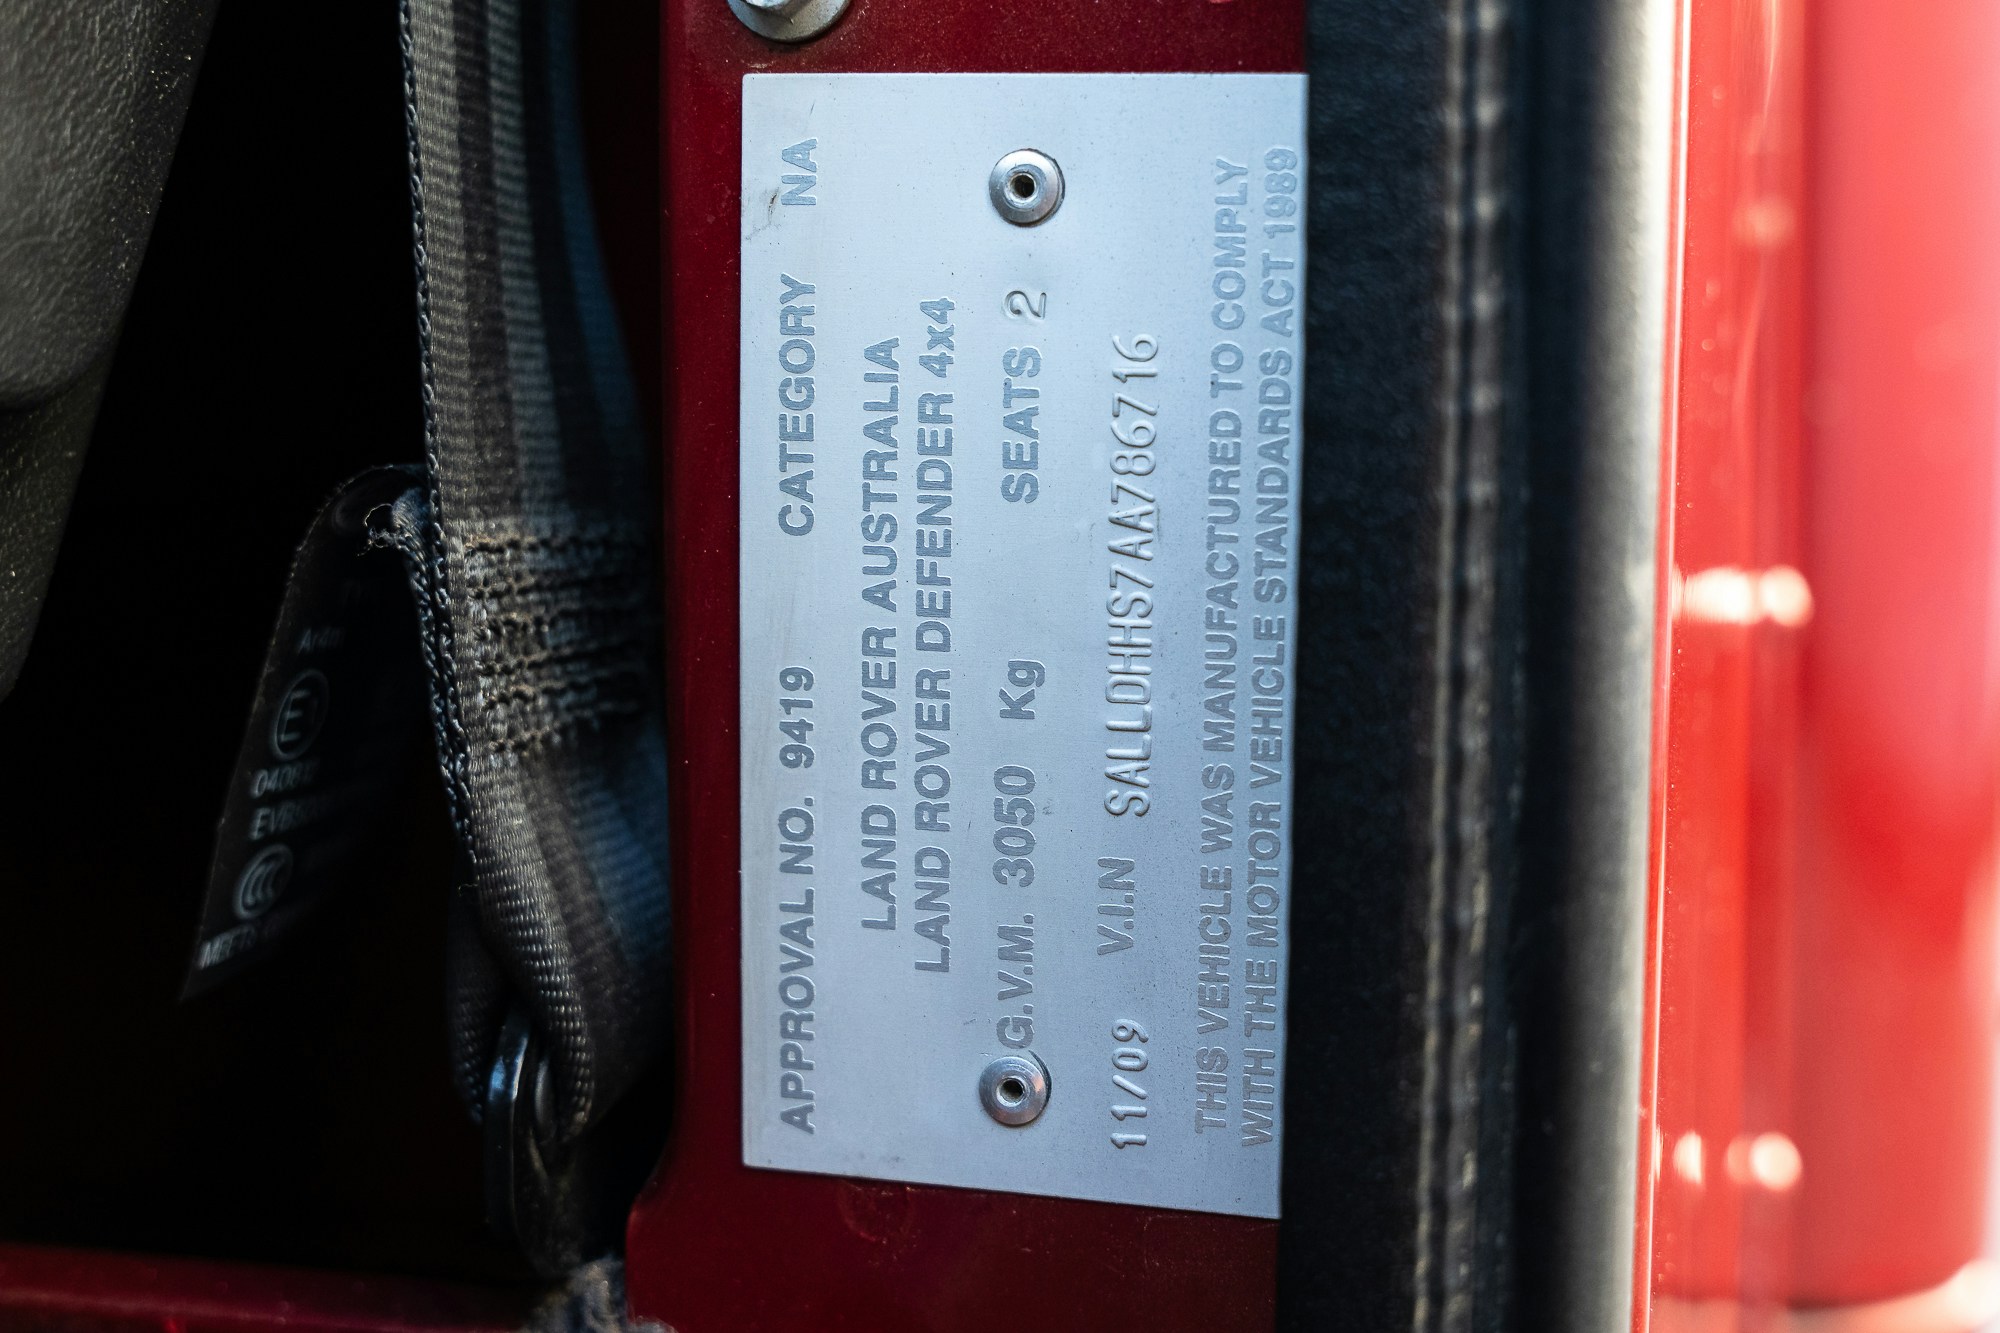 APPROVAL NO. 9419 CATEGORY NA
LAND ROVER AUSTRALIA
LAND ROVER DEFENDER 4x4
G.V.M. 3050 Kg SEATS 2
11/09 V.I.N SALLDHHS7AA786716
THIS VEHICLE WAS MANUFACTURED TO COMPLY
WITH THE MOTOR VEHICLE STANDARDS ACT 1989
E